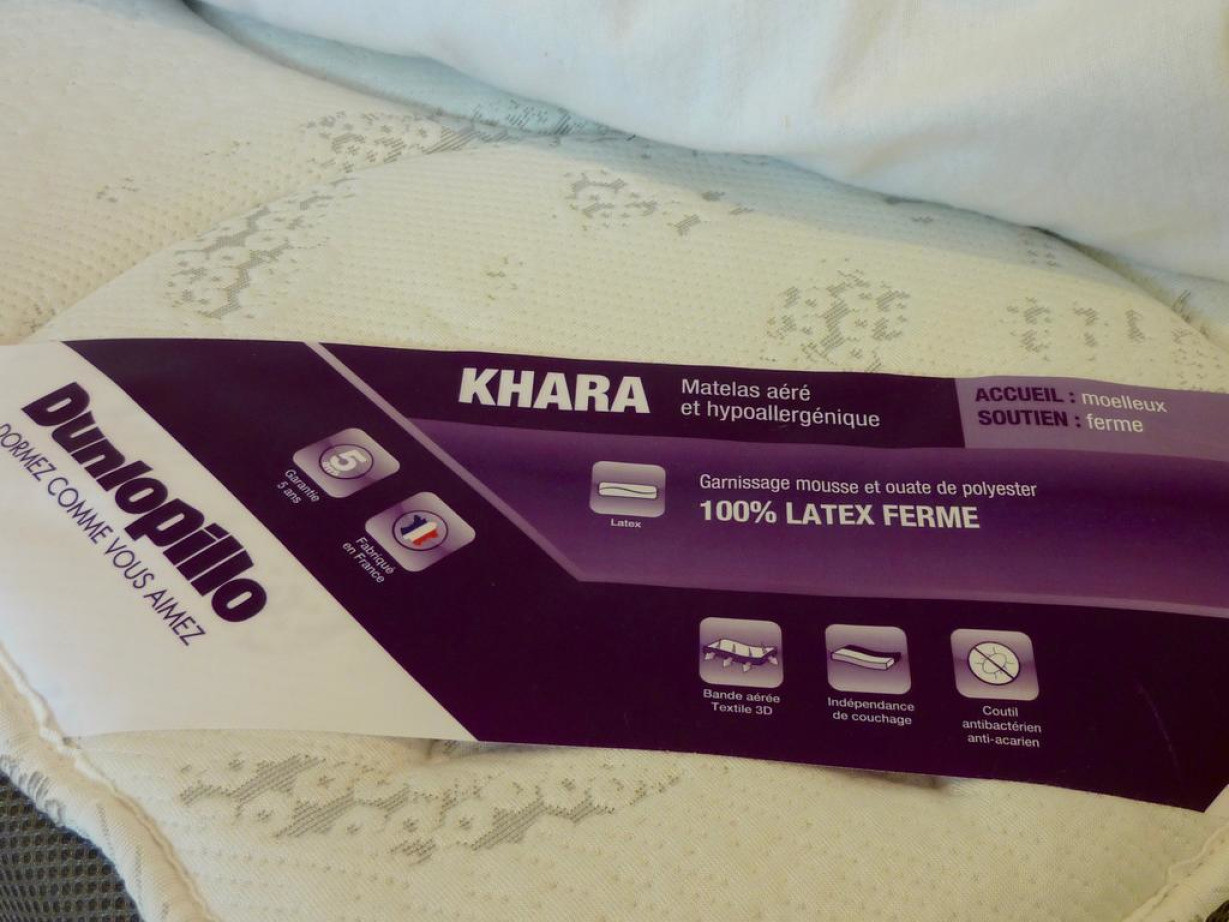 Dunlopillo
DORMEZ COMME VOUS AIMEZ
5
ans
Garantie
5 ans
Fabriqué
en France
KHARA
Matelas aéré
et hypoallergénique
ACCUEIL : moelleux
SOUTIEN : ferme
Latex
Garnissage mousse et ouate de polyester
100% LATEX FERME
Bande aérée
Textile 3D
Indépendance
de couchage
Coutil
antibactérien
anti-acarien